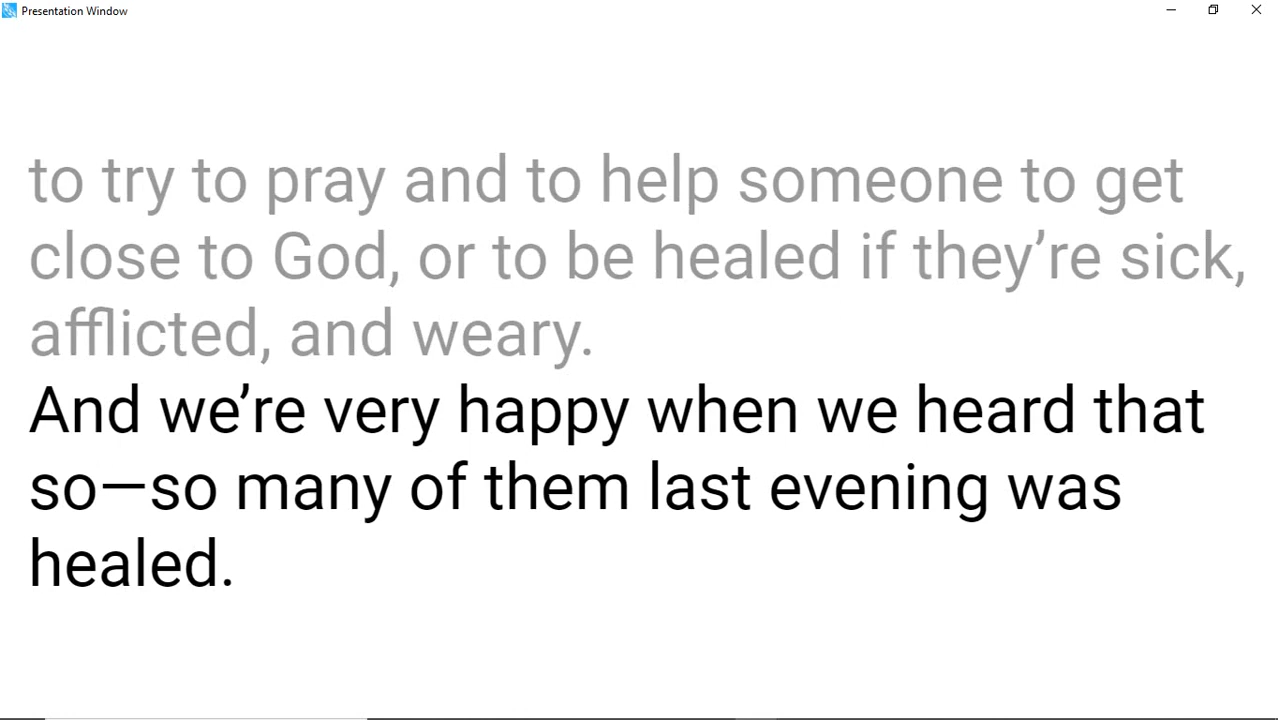 Presentation Window
to try to pray and to help someone to get
close to God, or to be healed if they’re sick,
afflicted, and weary.
And we’re very happy when we heard that
so—so many of them last evening was
healed.